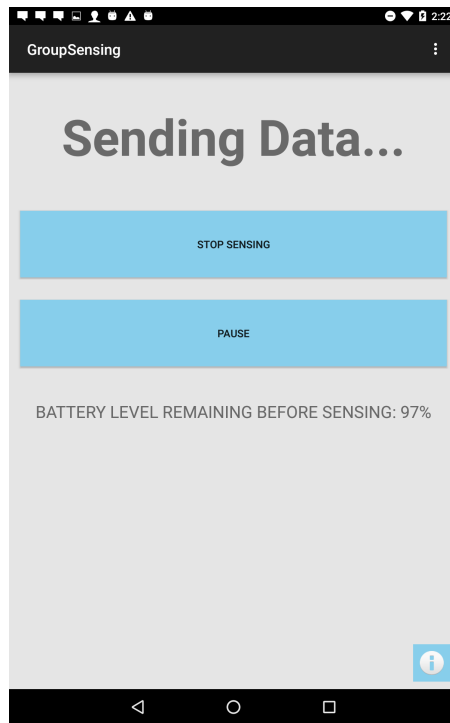 2:22
GroupSensing
Sending Data...
STOP SENSING
PAUSE
BATTERY LEVEL REMAINING BEFORE SENSING: 97%